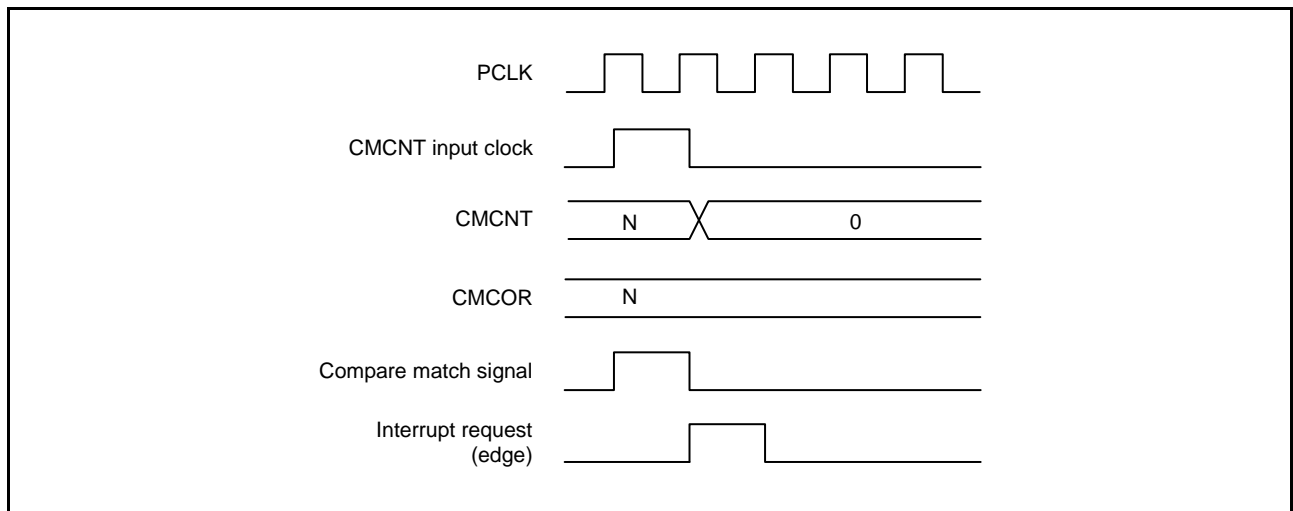 PCLK
CMCNT input clock
CMCNT
N
0
CMCOR
N
Compare match signal
Interrupt request
(edge)